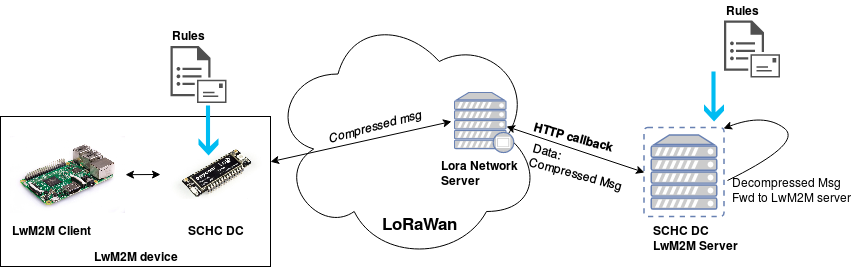 Rules
LwM2M Client
SCHC DC
LwM2M device
Compressed msg
Lora Network
Server
LoRaWan
HTTP callback
Data:
Compressed Msg
Rules
Decompressed Msg
Fwd to LwM2M server
SCHC DC
LwM2M Server